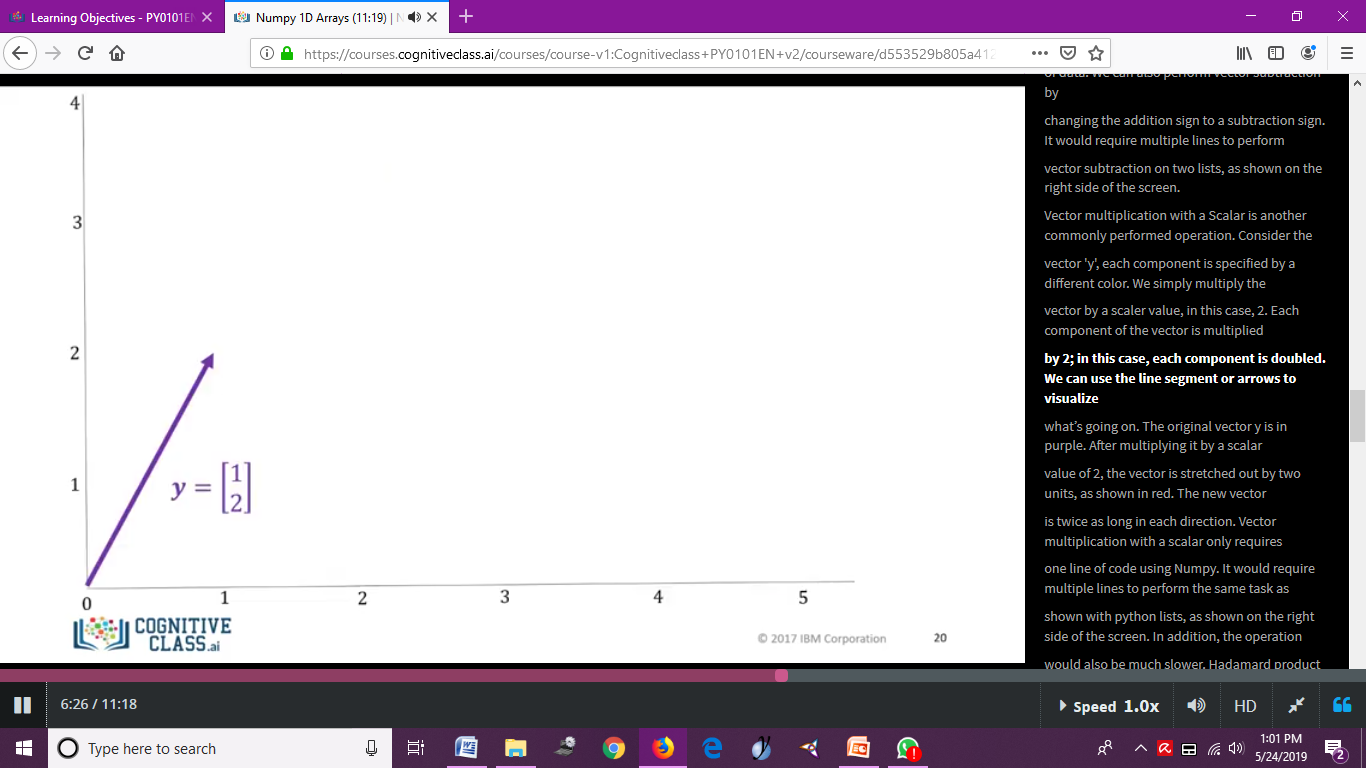 Learning Objectives - PY0101EN
Numpy 1D Arrays (11:19) | N
https://courses.cognitiveclass.ai/courses/course-v1:Cognitiveclass+PY0101EN+v2/courseware/d553529b805a412
4
3
2
1
y = [1
2]
0
1
2
3
4
5
COGNITIVE
CLASS.ai
© 2017 IBM Corporation
20
of data. We can also perform vector subtraction
by
changing the addition sign to a subtraction sign.
It would require multiple lines to perform
vector subtraction on two lists, as shown on the
right side of the screen.
Vector multiplication with a Scalar is another
commonly performed operation. Consider the
vector 'y', each component is specified by a
different color. We simply multiply the
vector by a scaler value, in this case, 2. Each
component of the vector is multiplied
by 2; in this case, each component is doubled.
We can use the line segment or arrows to
visualize
what’s going on. The original vector y is in
purple. After multiplying it by a scalar
value of 2, the vector is stretched out by two
units, as shown in red. The new vector
is twice as long in each direction. Vector
multiplication with a scalar only requires
one line of code using Numpy. It would require
multiple lines to perform the same task as
shown with python lists, as shown on the right
side of the screen. In addition, the operation
would also be much slower. Hadamard product
6:26 / 11:18
Speed 1.0x
HD
Type here to search
1:01 PM
5/24/2019
2